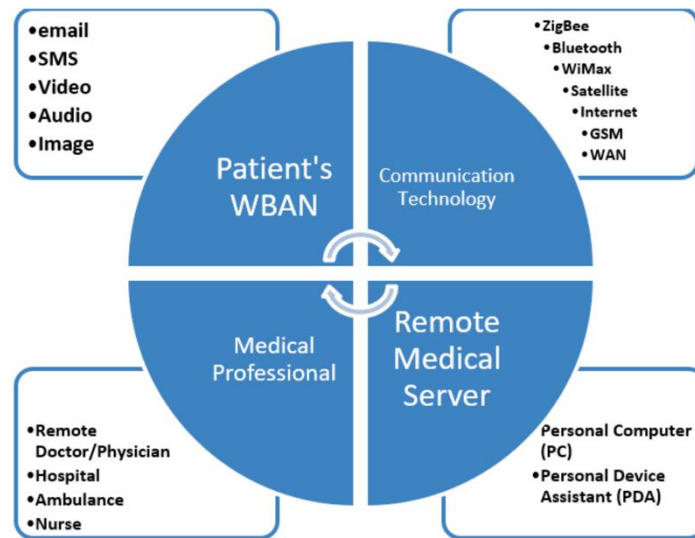 •email
•SMS
•Video
•Audio
•Image
•ZigBee
•Bluetooth
•WiMax
•Satellite
•Internet
•GSM
•WAN
Patient's
WBAN
Communication
Technology
Medical
Professional
Remote
Medical
Server
•Remote
Doctor/Physician
•Hospital
•Ambulance
•Nurse
Personal Computer
(PC)
•Personal Device
Assistant (PDA)